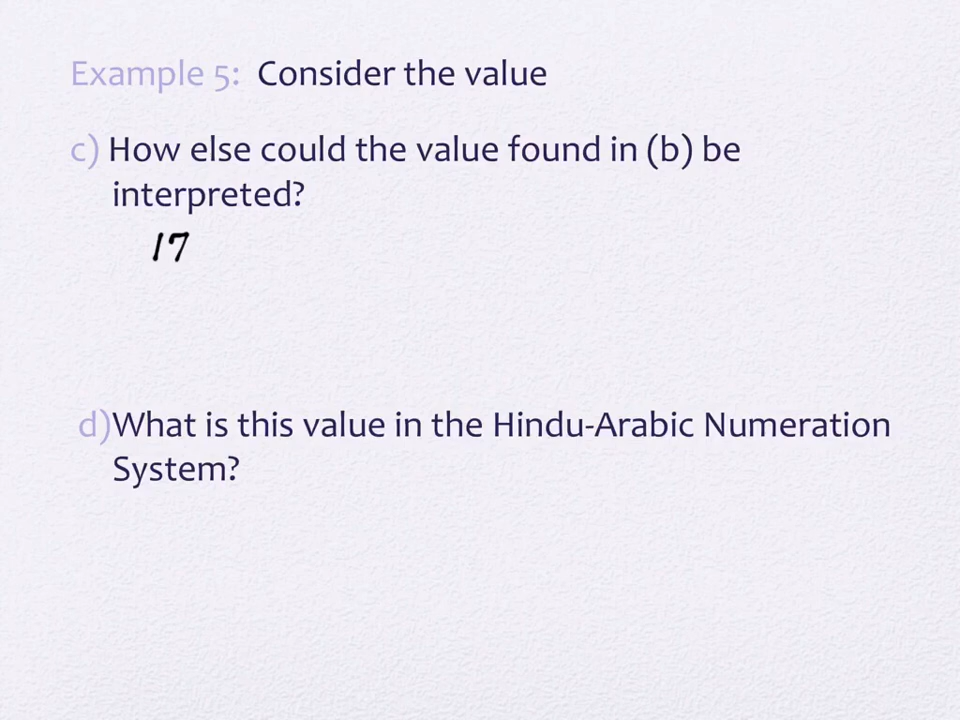 Example 5: Consider the value
c) How else could the value found in (b) be
interpreted?
17
d)What is this value in the Hindu-Arabic Numeration
System?